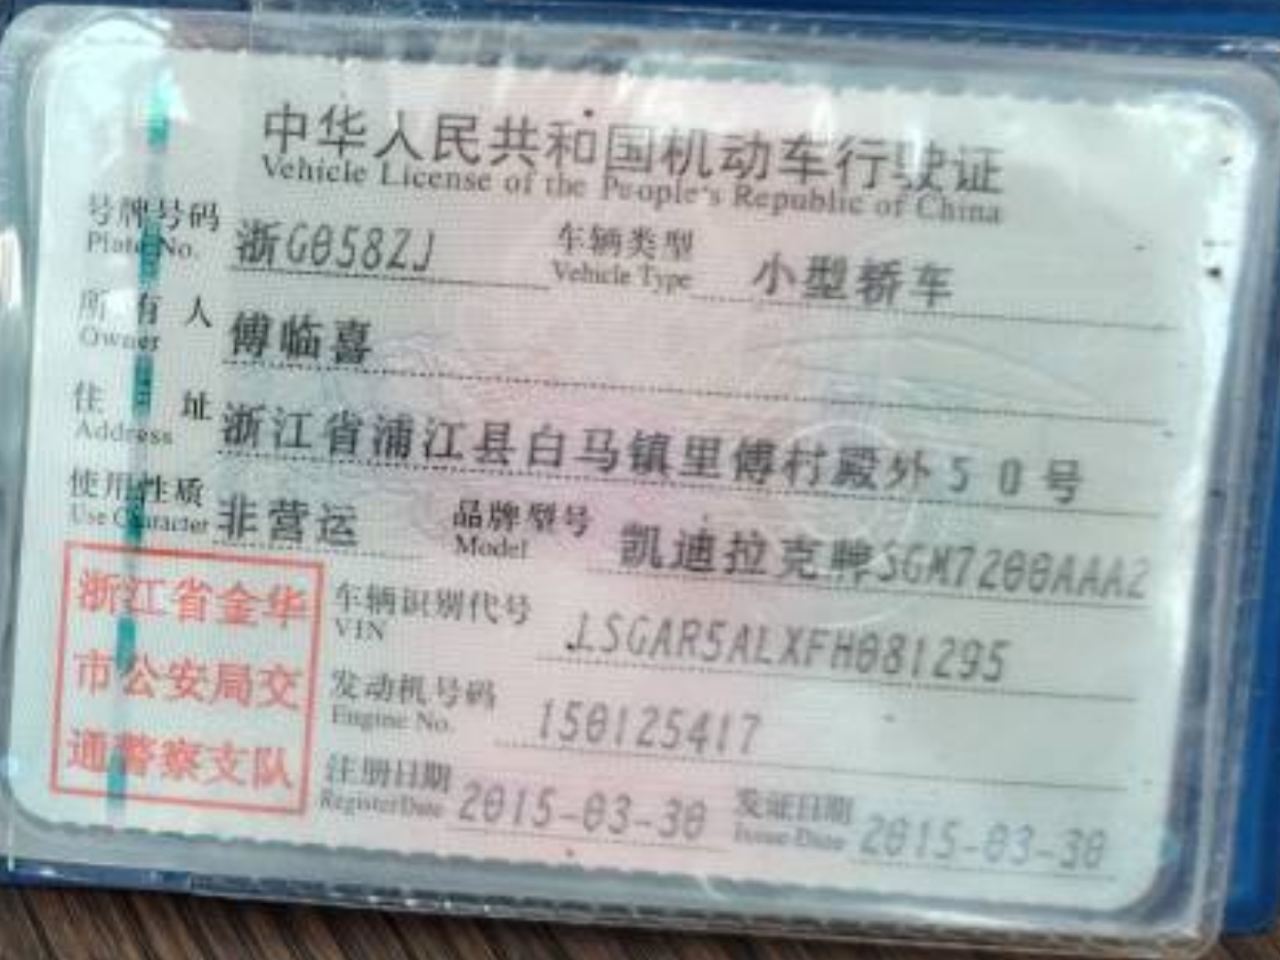 中华人民共和国机动车行驶证
Vehicle License of the People's Republic of China
号牌号码 浙G058ZJ 车辆类型 小型轿车
Plate No. Vehicle Type
所有人 傅临喜
Owner
住址 浙江省浦江县白马镇里傅村殿外50号
Address
使用性质 非营运 品牌型号 凯迪拉克牌SGM7200AAA2
Use Character Model
浙江省金华
市公安局交
通警察支队
车辆识别代号 LSGAR5ALXFH081295
VIN
发动机号码 150125417
Engine No.
注册日期 2015-03-30 发证日期 2015-03-30
Register Date Issue Date